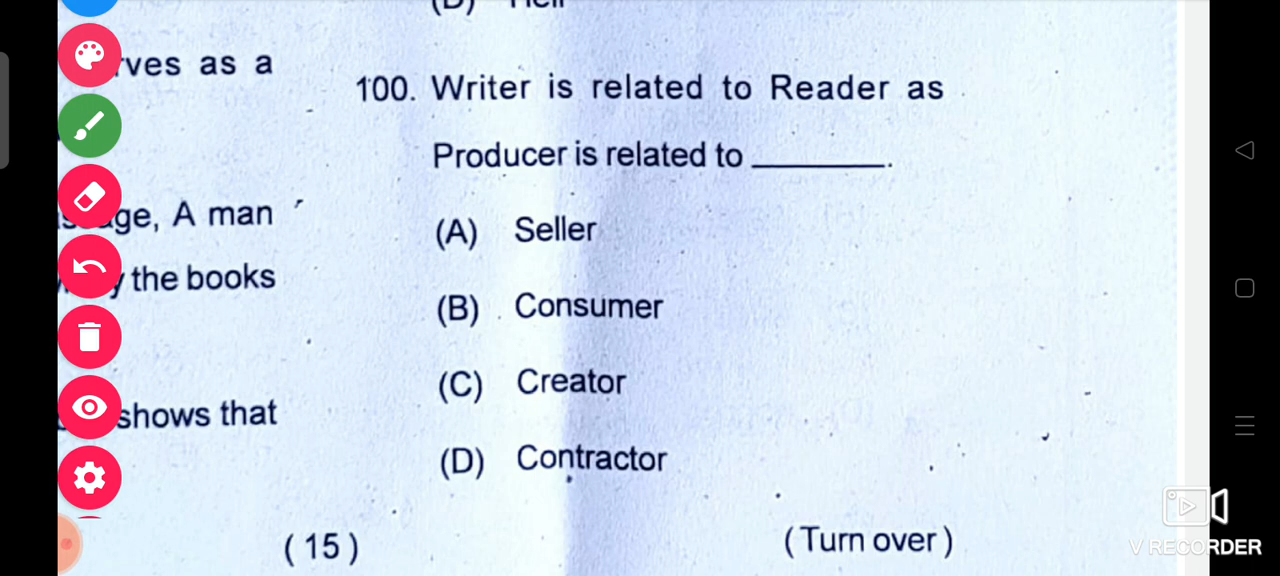 rves as a
ge, A man
the books
shows that
100. Writer is related to Reader as
Producer is related to ________.
(A) Seller
(B) Consumer
(C) Creator
(D) Contractor
(15)
(Turn over)
V RECORDER